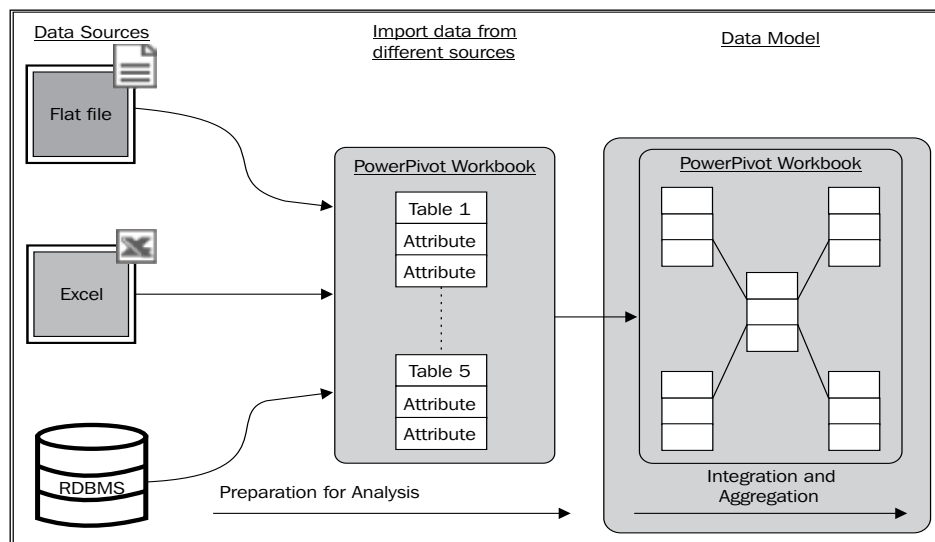 Data Sources
Import data from
different sources
Data Model
Flat file
Excel
RDBMS
PowerPivot Workbook
Table 1
Attribute
Attribute
Table 5
Attribute
Attribute
Preparation for Analysis
PowerPivot Workbook
Integration and
Aggregation